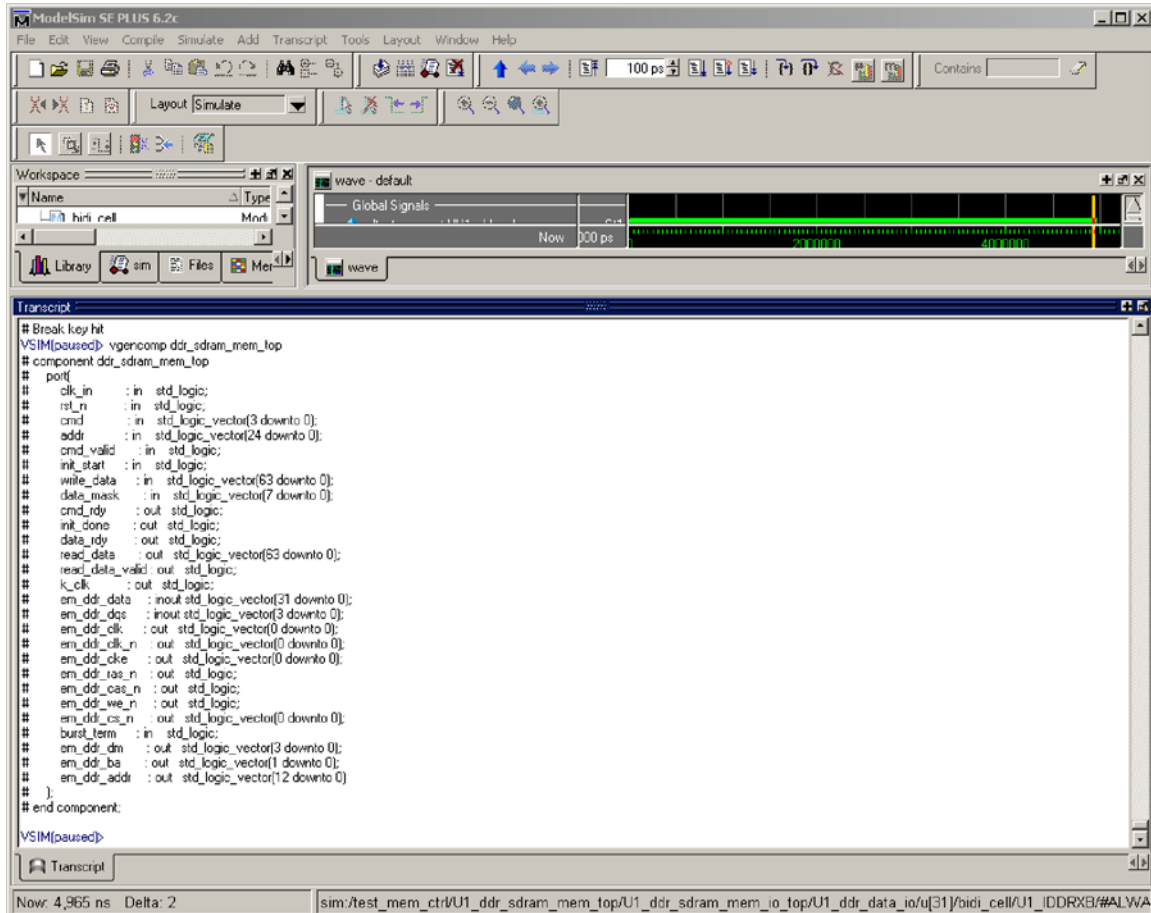 ModelSim SE PLUS 6.2c
File Edit View Compile Simulate Add Transcript Tools Layout Window Help
100 ps
Contains
Layout Simulate
Workspace
Name Type
bidi_cell Modu
Library sim Files Mem
wave - default
Global Signals
Now 000 ps
2000000 4000000
wave
Transcript
# Break key hit
VSIM(paused)> vgencomp ddr_sdram_mem_top
# component ddr_sdram_mem_top
# port(
# clk_in : in std_logic;
# rst_n : in std_logic;
# cmd : in std_logic_vector(3 downto 0);
# addr : in std_logic_vector(24 downto 0);
# cmd_valid : in std_logic;
# init_start : in std_logic;
# write_data : in std_logic_vector(63 downto 0);
# data_mask : in std_logic_vector(7 downto 0);
# cmd_rdy : out std_logic;
# init_done : out std_logic;
# data_rdy : out std_logic;
# read_data : out std_logic_vector(63 downto 0);
# read_data_valid : out std_logic;
# k_clk : out std_logic;
# em_ddr_data : inout std_logic_vector(31 downto 0);
# em_ddr_dqs : inout std_logic_vector(3 downto 0);
# em_ddr_clk : out std_logic_vector(0 downto 0);
# em_ddr_clk_n : out std_logic_vector(0 downto 0);
# em_ddr_cke : out std_logic_vector(0 downto 0);
# em_ddr_ras_n : out std_logic;
# em_ddr_cas_n : out std_logic;
# em_ddr_we_n : out std_logic;
# em_ddr_cs_n : out std_logic_vector(0 downto 0);
# burst_term : in std_logic;
# em_ddr_dm : out std_logic_vector(3 downto 0);
# em_ddr_ba : out std_logic_vector(1 downto 0);
# em_ddr_addr : out std_logic_vector(12 downto 0)
# );
# end component;
VSIM(paused)>
Transcript
Now: 4,965 ns Delta: 2
sim:/test_mem_ctrl/U1_ddr_sdram_mem_top/U1_ddr_sdram_mem_io_top/U1_ddr_data_io/u[31]/bidi_cell/U1_IDDRXB/#ALWA